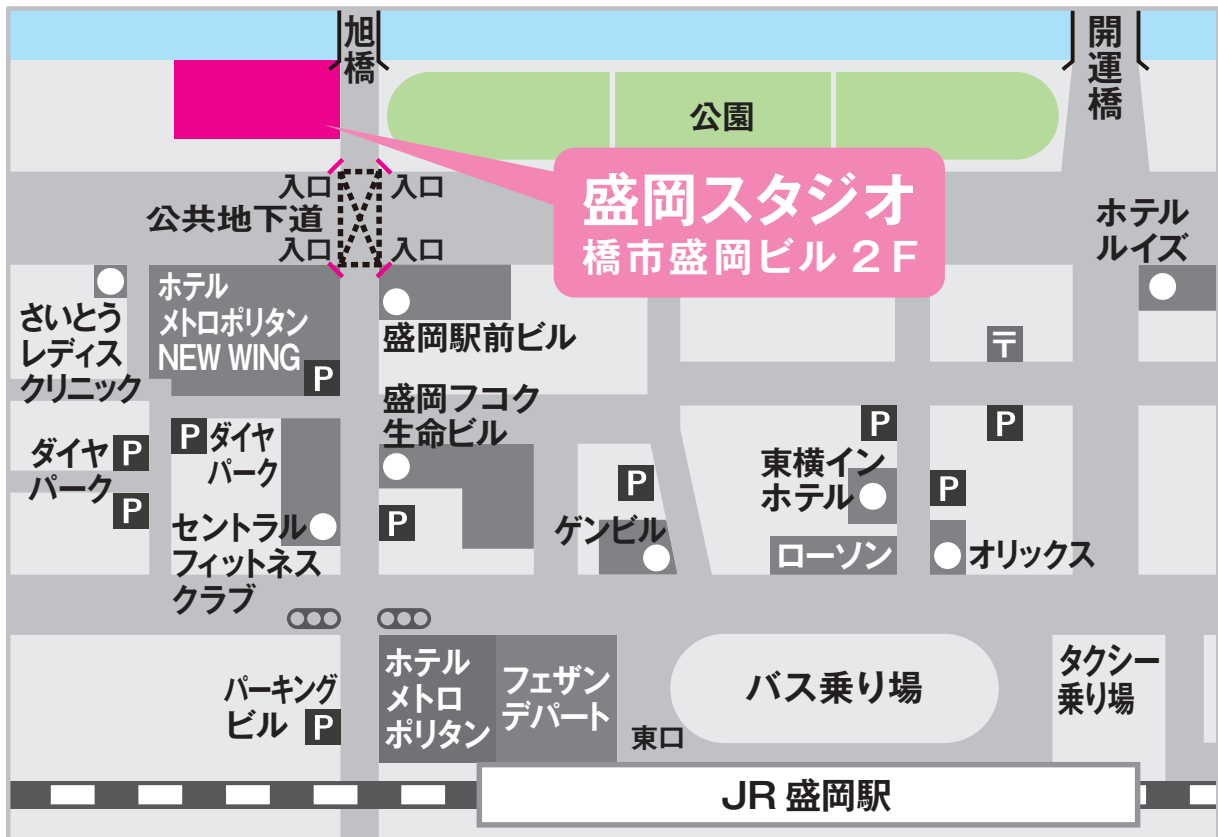 旭橋
開運橋
公園
盛岡スタジオ
橋市盛岡ビル 2F
入口
入口
公共地下道
入口
入口
ホテル
ルイズ
さいとう
レディス
クリニック
ホテル
メトロポリタン
NEW WING
P
盛岡駅前ビル
〒
盛岡フコク
生命ビル
ダイヤ
パーク
P
P
P
ダイヤ
パーク
P
P
P
P
P
東横イン
ホテル
セントラル
フィットネス
クラブ
ゲンビル
ローソン
オリックス
パーキング
ビル
P
ホテル
メトロ
ポリタン
フェザン
デパート
東口
バス乗り場
タクシー
乗り場
JR 盛岡駅